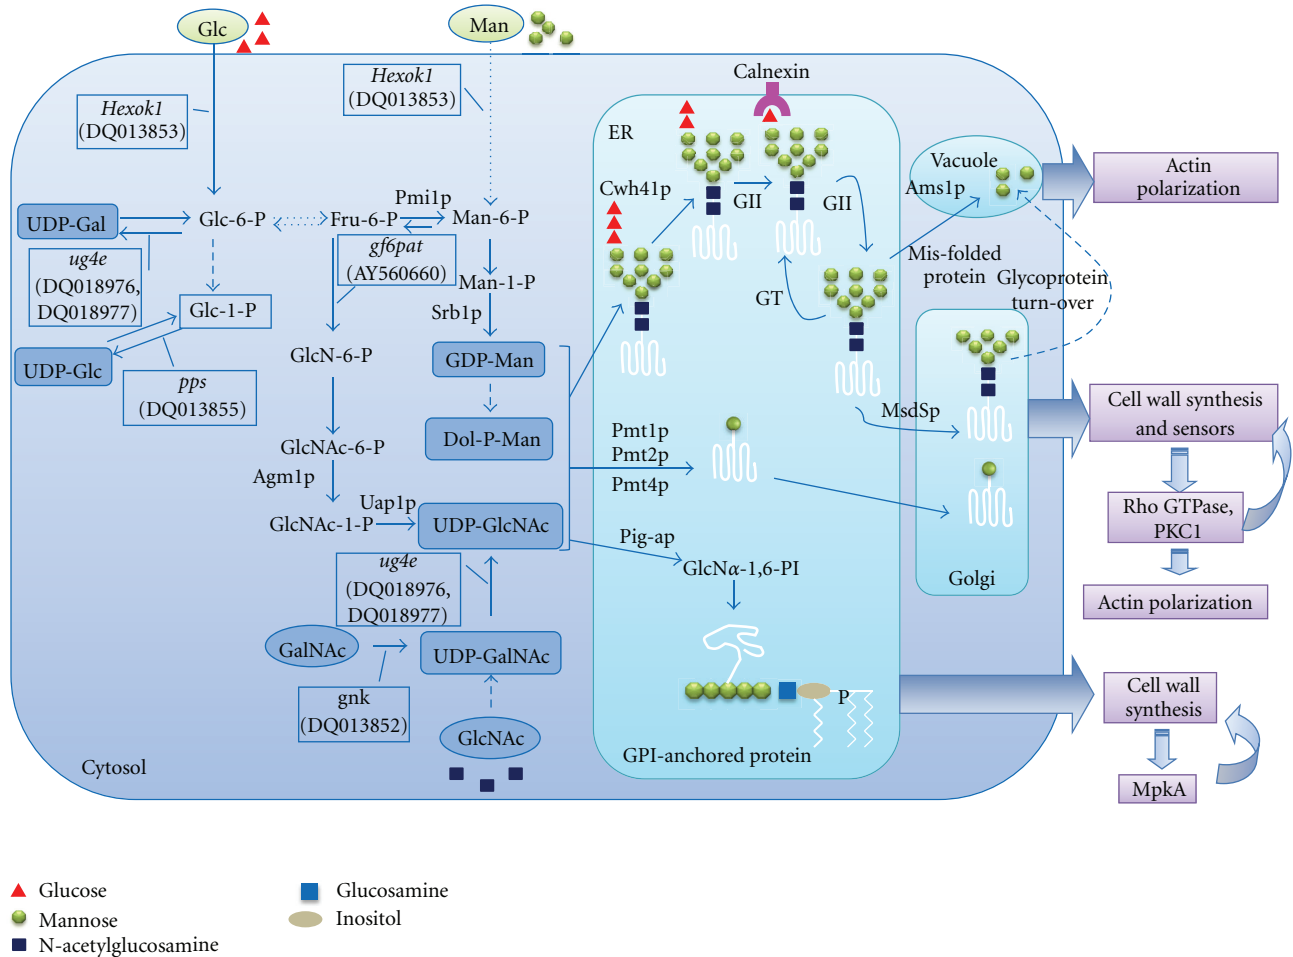 Glc
Man
Hexok1
(DQ013853)
Hexok1
(DQ013853)
Calnexin
ER
Cwh41p
GII
GII
GT
Vacuole
Ams1p
Actin
polarization
Mis-folded
protein
Glycoprotein
turn-over
UDP-Gal
Glc-6-P
Fru-6-P
Pmi1p
Man-6-P
ug4e
(DQ018976,
DQ018977)
gf6pat
(AY560660)
Man-1-P
Srb1p
Glc-1-P
UDP-Glc
pps
(DQ013855)
GlcN-6-P
GDP-Man
Dol-P-Man
GlcNAc-6-P
Agm1p
GlcNAc-1-P
Uap1p
UDP-GlcNAc
Pmt1p
Pmt2p
Pmt4p
MsdSp
Cell wall synthesis
and sensors
Rho GTPase,
PKC1
Actin polarization
Golgi
Pig-ap
GlcNα-1,6-PI
ug4e
(DQ018976,
DQ018977)
GalNAc
UDP-GalNAc
gnk
(DQ013852)
GlcNAc
P
GPI-anchored protein
Cell wall
synthesis
MpkA
Cytosol
Glucose
Mannose
N-acetylglucosamine
Glucosamine
Inositol